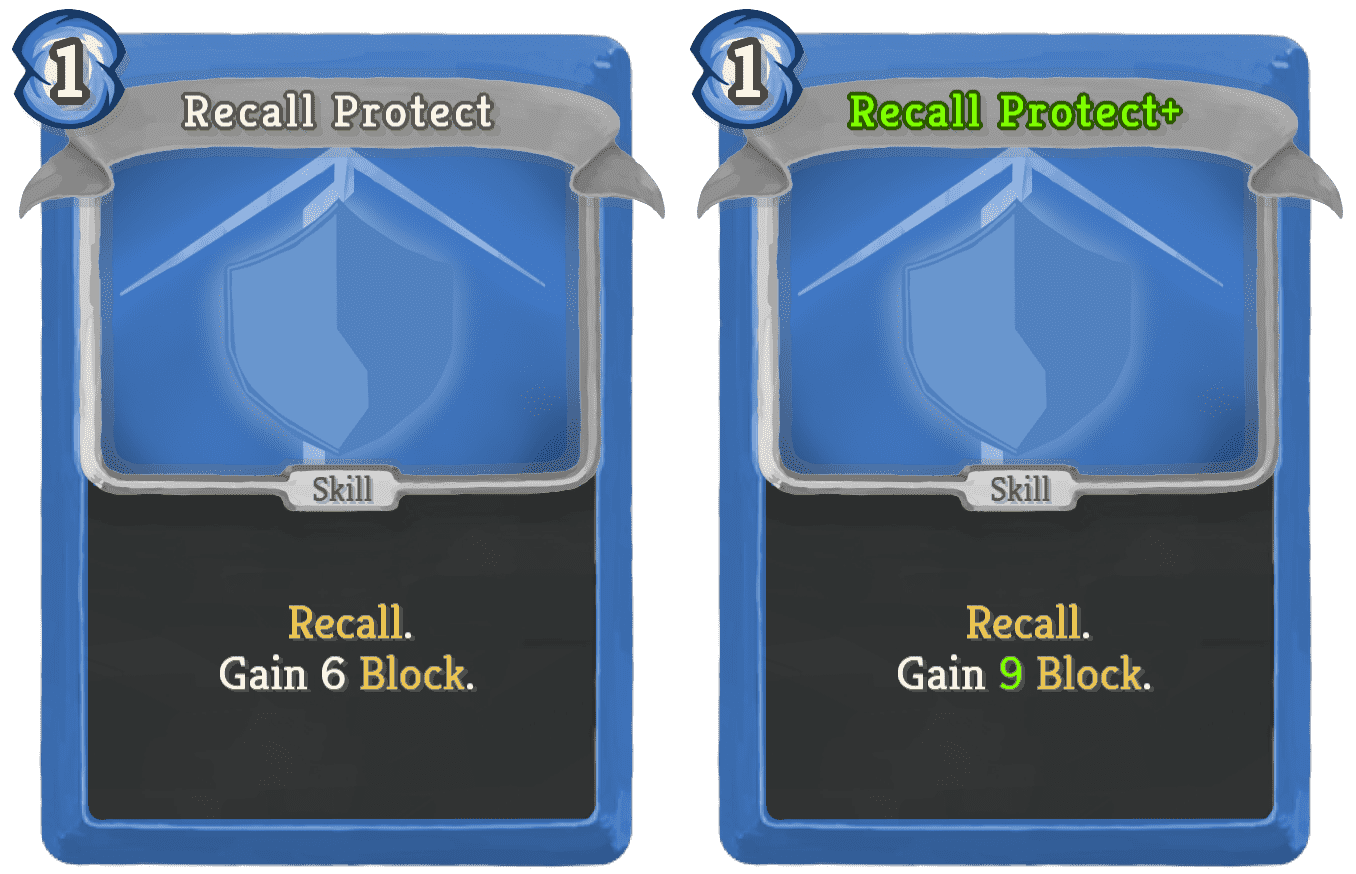 1
Recall Protect
Skill
Recall.
Gain 6 Block.
1
Recall Protect+
Skill
Recall.
Gain 9 Block.